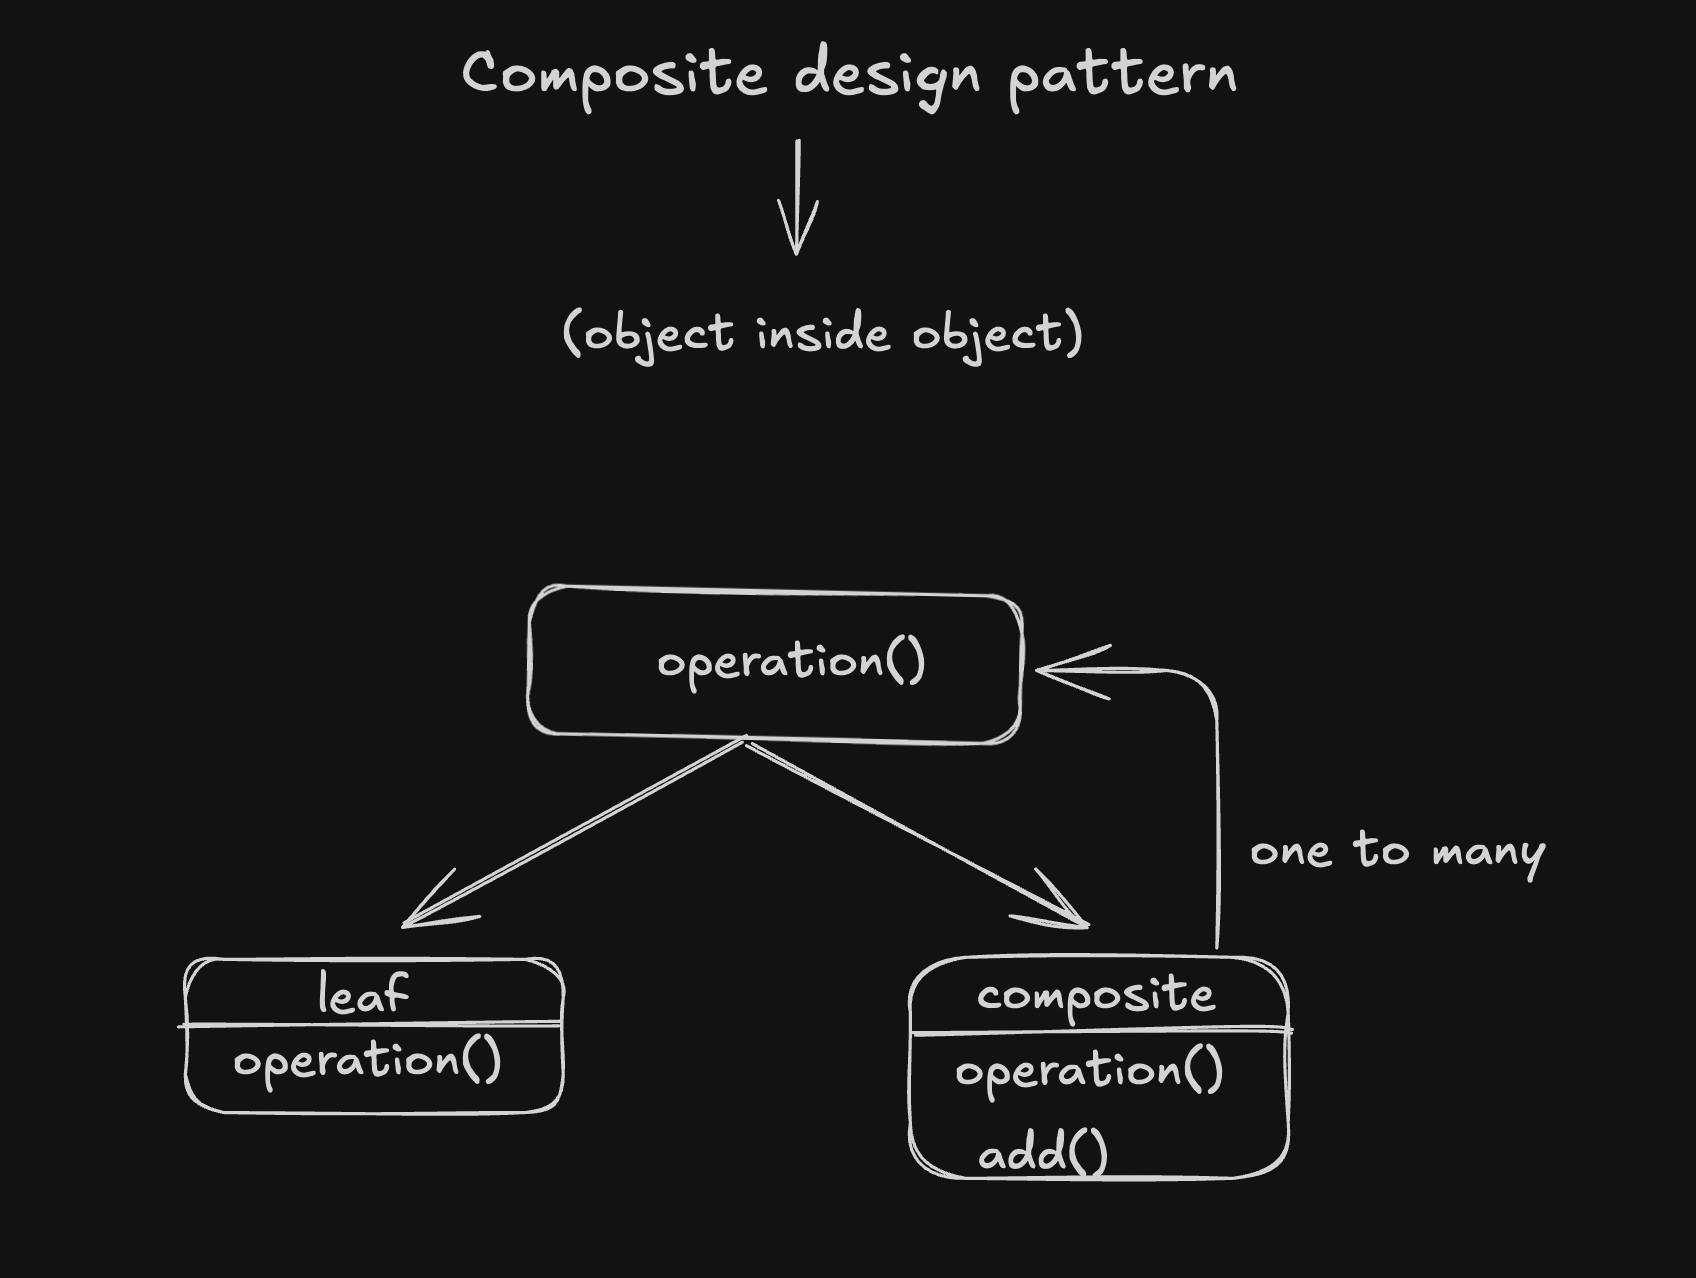 Composite design pattern
(object inside object)
operation()
one to many
leaf
operation()
composite
operation()
add()